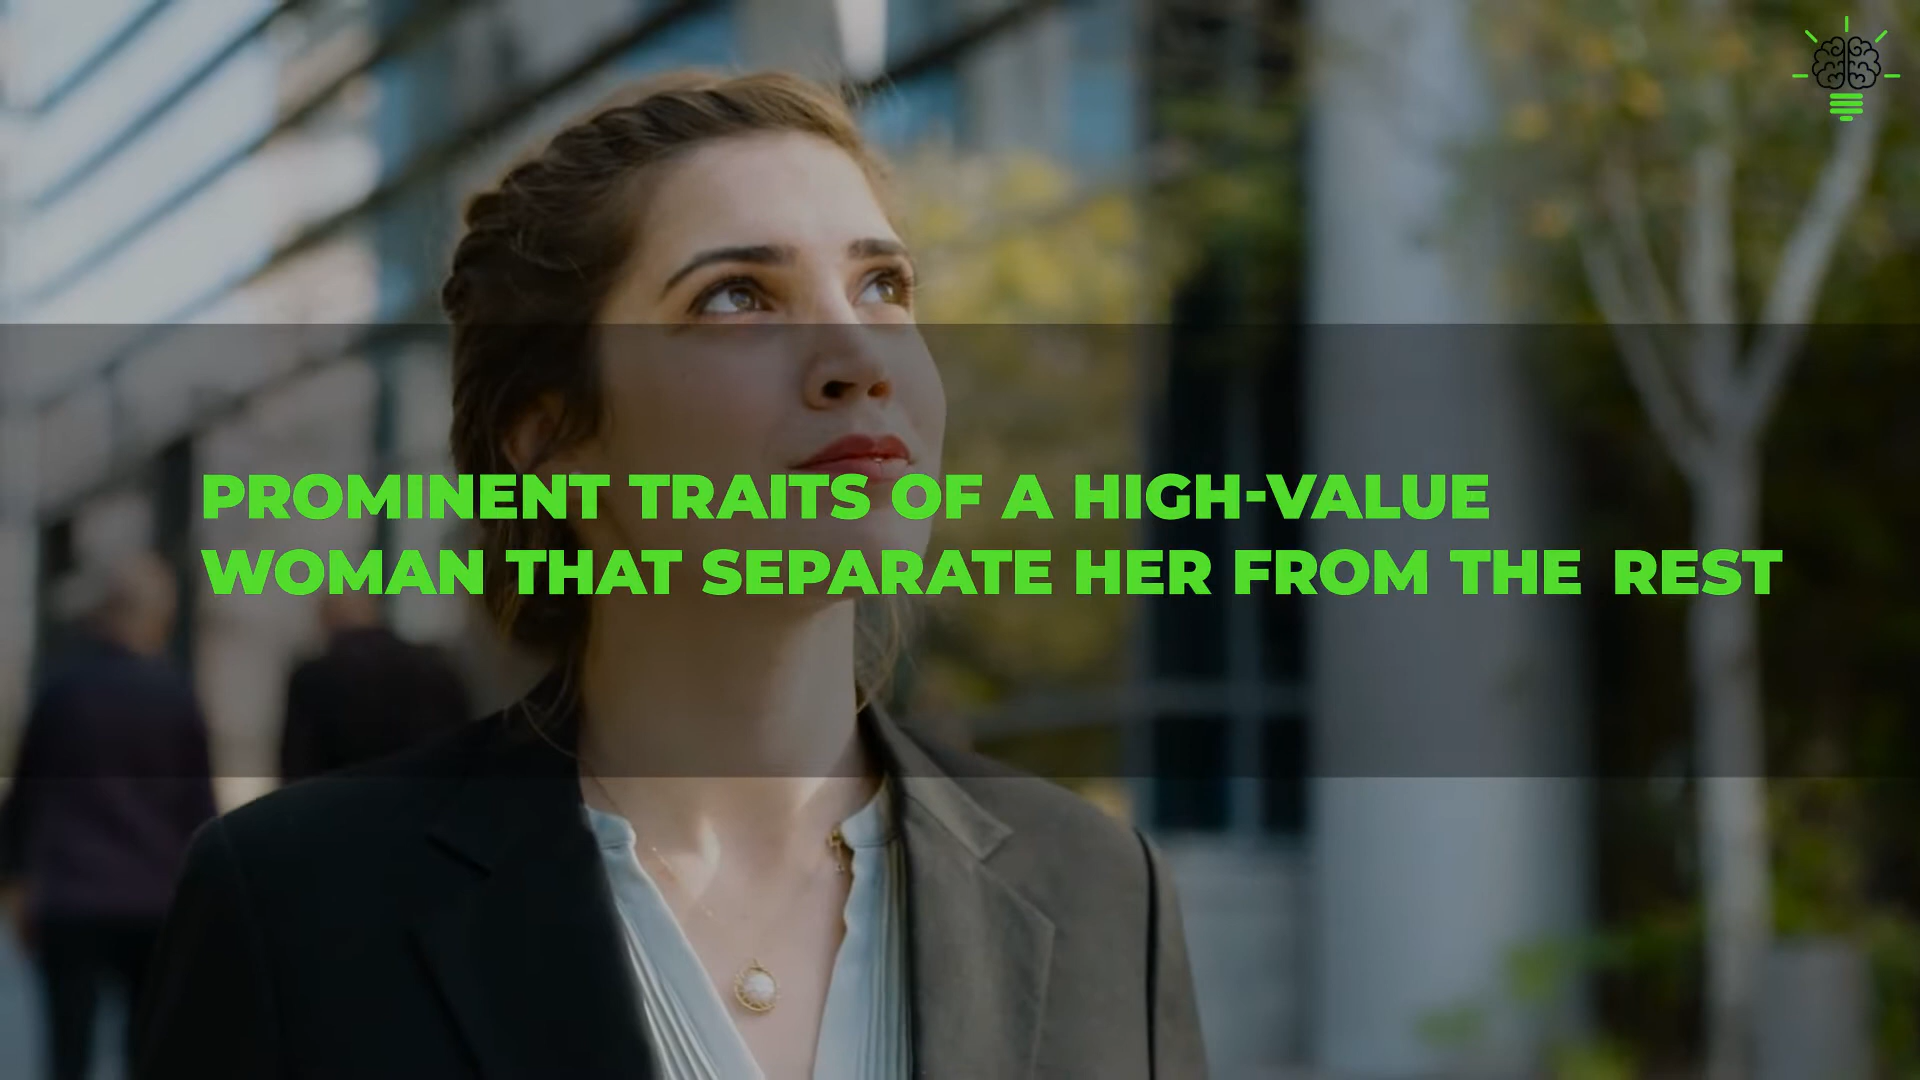 PROMINENT TRAITS OF A HIGH-VALUE
WOMAN THAT SEPARATE HER FROM THE REST